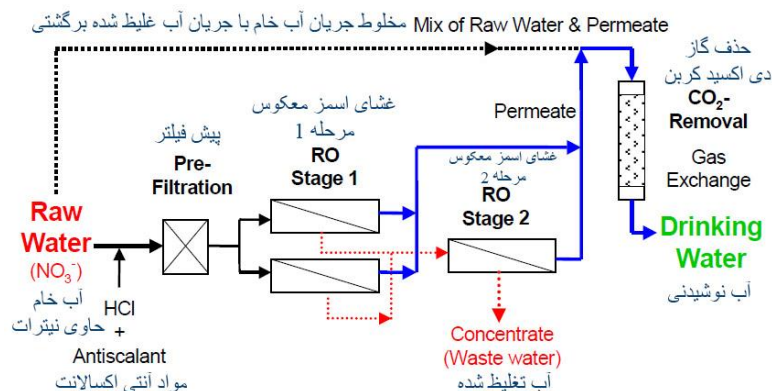 مخلوط جریان آب خام با جریان آب غلیظ شده برگشتی Mix of Raw Water & Permeate
حذف گاز
دی اکسید کربن
CO₂-
Removal
Gas
Exchange
Drinking
Water
آب نوشیدنی
Permeate
غشای اسمز معکوس
مرحله 1
RO
Stage 1
غشای اسمز معکوس
مرحله 2
RO
Stage 2
پیش فیلتر
Pre-
Filtration
Raw
Water
(NO₃⁻)
آب خام
حاوی نیترات
HCl
+
Antiscalant
مواد آنتی اکسالانت
Concentrate
(Waste water)
آب تغلیظ شده